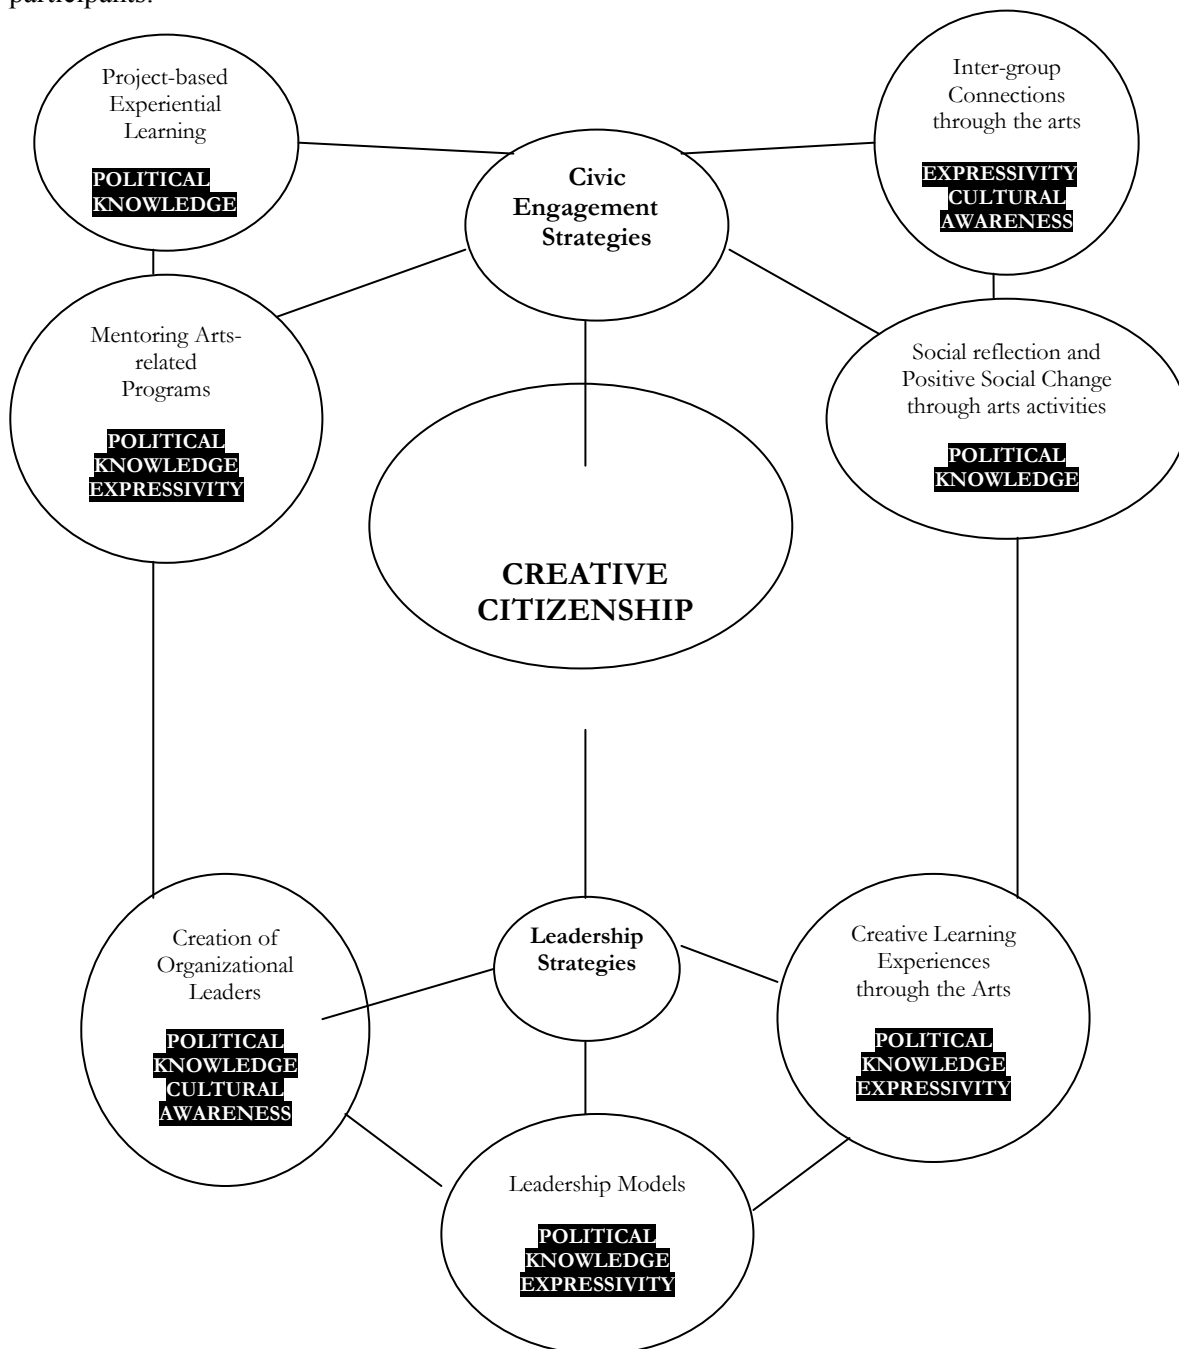 participants.
Project-based
Experiential
Learning
POLITICAL
KNOWLEDGE
Civic
Engagement
Strategies
Inter-group
Connections
through the arts
EXPRESSIVITY
CULTURAL
AWARENESS
Mentoring Arts-
related
Programs
POLITICAL
KNOWLEDGE
EXPRESSIVITY
Social reflection and
Positive Social Change
through arts activities
POLITICAL
KNOWLEDGE
CREATIVE
CITIZENSHIP
Creation of
Organizational
Leaders
POLITICAL
KNOWLEDGE
CULTURAL
AWARENESS
Leadership
Strategies
Creative Learning
Experiences
through the Arts
POLITICAL
KNOWLEDGE
EXPRESSIVITY
Leadership Models
POLITICAL
KNOWLEDGE
EXPRESSIVITY